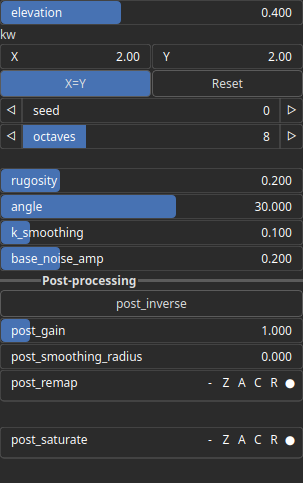 elevation 0.400
kw
X 2.00 Y 2.00
X=Y Reset
seed 0
octaves 8
rugosity 0.200
angle 30.000
k_smoothing 0.100
base_noise_amp 0.200
Post-processing
post_inverse
post_gain 1.000
post_smoothing_radius 0.000
post_remap - Z A C R
post_saturate - Z A C R